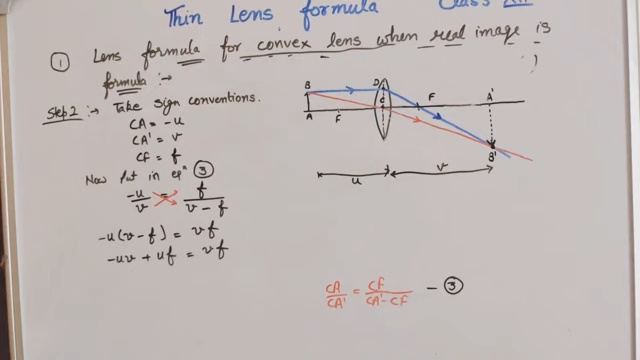 Thin Lens formula Class XII
① Lens formula for convex lens when real image is
formula :-
Step 2 :- Take Sign conventions.
CA = -u
CA' = v
CF = f
Now put in eqⁿ ③
-u/v = f/(v - f)
-u(v - f) = vf
-uv + uf = vf
B D
A F C F A'
B'
u v
CA/CA' = CF/(CA' - CF) - ③